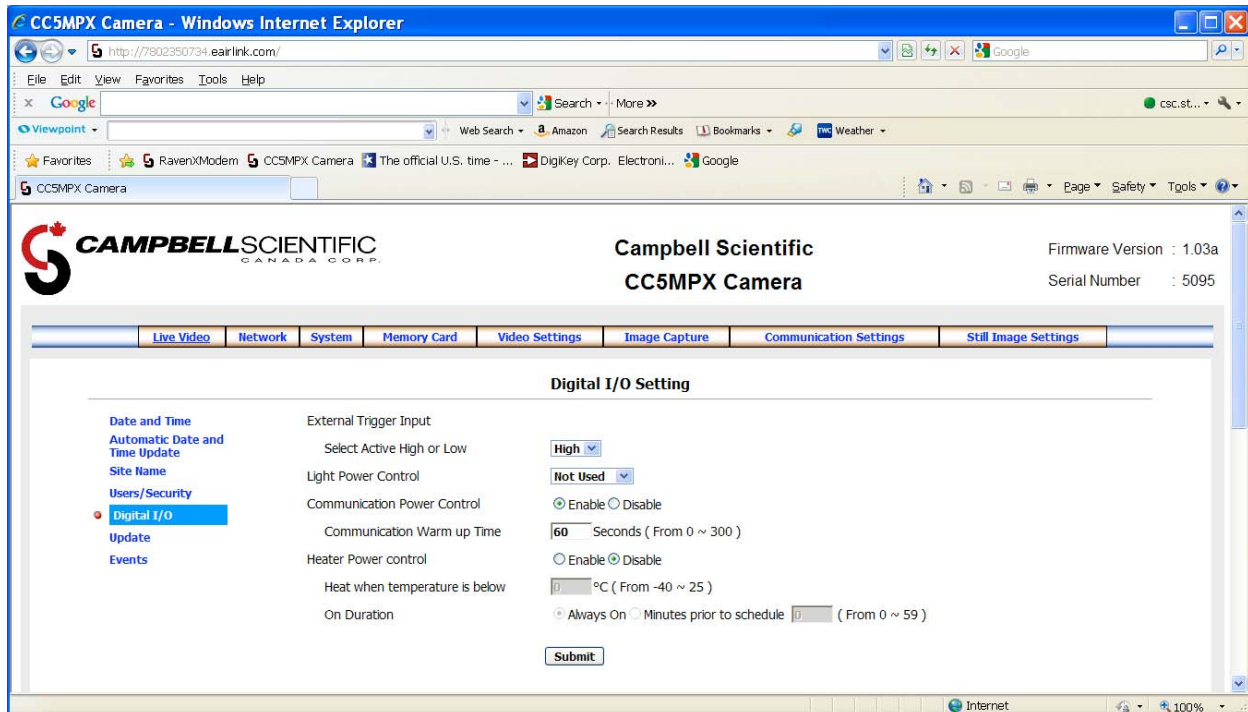 CC5MPX Camera - Windows Internet Explorer
http://7802350734.eairlink.com/
Google
File Edit View Favorites Tools Help
x Google Search More >> csc.st...
Viewpoint Web Search Amazon Search Results Bookmarks TWC Weather
Favorites RavenXModem CC5MPX Camera The official U.S. time - ... DigiKey Corp. Electroni... Google
CC5MPX Camera Page Safety Tools
CAMPBELL SCIENTIFIC
CANADA CORP.
Campbell Scientific
CC5MPX Camera
Firmware Version : 1.03a
Serial Number : 5095
Live Video Network System Memory Card Video Settings Image Capture Communication Settings Still Image Settings
Digital I/O Setting
Date and Time
Automatic Date and
Time Update
Site Name
Users/Security
Digital I/O
Update
Events
External Trigger Input
Select Active High or Low High
Light Power Control Not Used
Communication Power Control Enable Disable
Communication Warm up Time 60 Seconds ( From 0 ~ 300 )
Heater Power control Enable Disable
Heat when temperature is below 0 °C ( From -40 ~ 25 )
On Duration Always On Minutes prior to schedule 0 ( From 0 ~ 59 )
Submit
Internet 100%